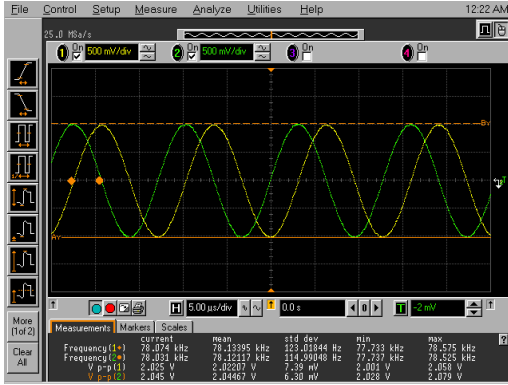 File Control Setup Measure Analyze Utilities Help 12:22 AM
25.0 MSa/s
1 On 500 mV/div 2 On 500 mV/div 3 On 4 On
By
T
Ay
More
(1of 2)
Clear
All
H 5.00 µs/div 0.0 s 0 T -2 mV
Measurements Markers Scales ?
current mean std dev min max
Frequency(1) 78.074 kHz 78.13395 kHz 123.01844 Hz 77.733 kHz 78.575 kHz
Frequency(2) 78.031 kHz 78.12117 kHz 114.99048 Hz 77.737 kHz 78.525 kHz
V p-p(1) 2.025 V 2.02207 V 7.39 mV 2.001 V 2.058 V
V p-p(2) 2.045 V 2.04467 V 6.30 mV 2.028 V 2.079 V